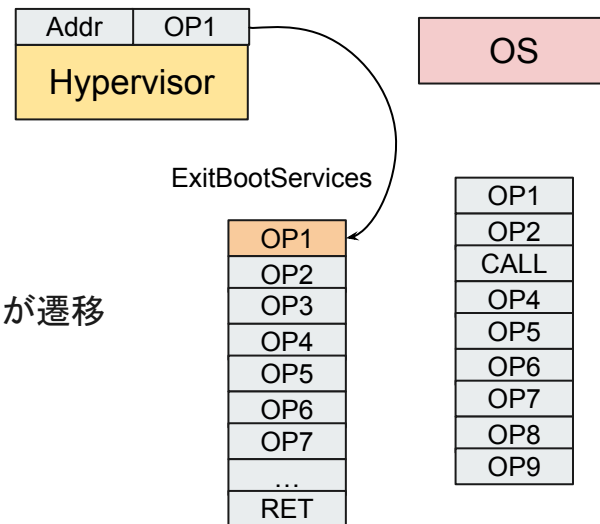 Addr OP1
Hypervisor
OS
ExitBootServices
が遷移
OP1
OP2
OP3
OP4
OP5
OP6
OP7
…
RET
OP1
OP2
CALL
OP4
OP5
OP6
OP7
OP8
OP9